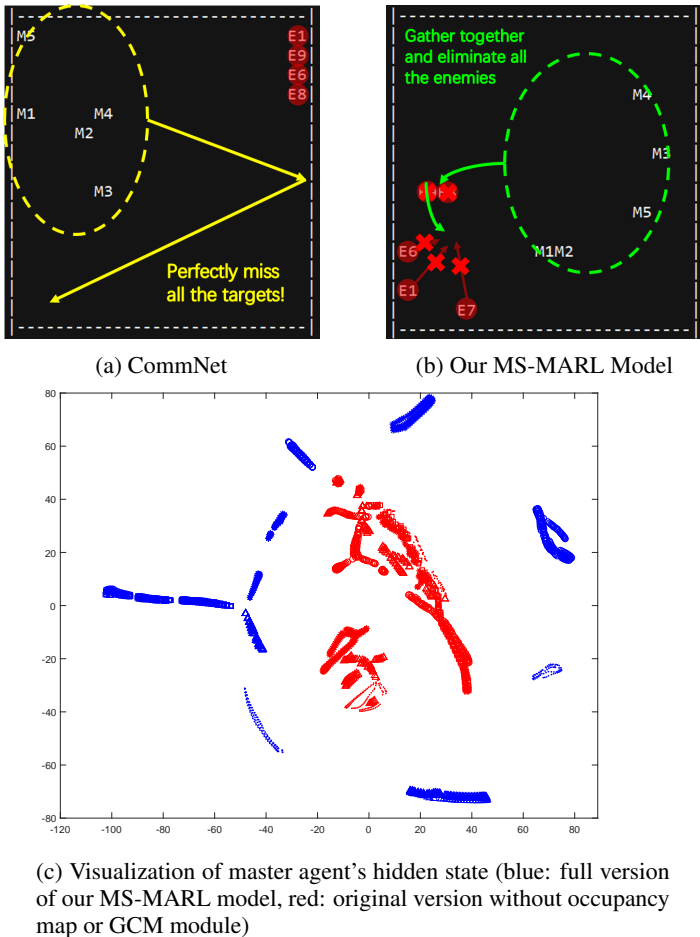 M5
E1
E9
E6
E8
M1
M4
M2
M3
Perfectly miss
all the targets!
(a) CommNet
Gather together
and eliminate all
the enemies
M4
M3
M5
M1M2
E6
E1
E7
(b) Our MS-MARL Model
80
60
40
20
0
-20
-40
-60
-80
-120 -100 -80 -60 -40 -20 0 20 40 60 80
(c) Visualization of master agent's hidden state (blue: full version
of our MS-MARL model, red: original version without occupancy
map or GCM module)